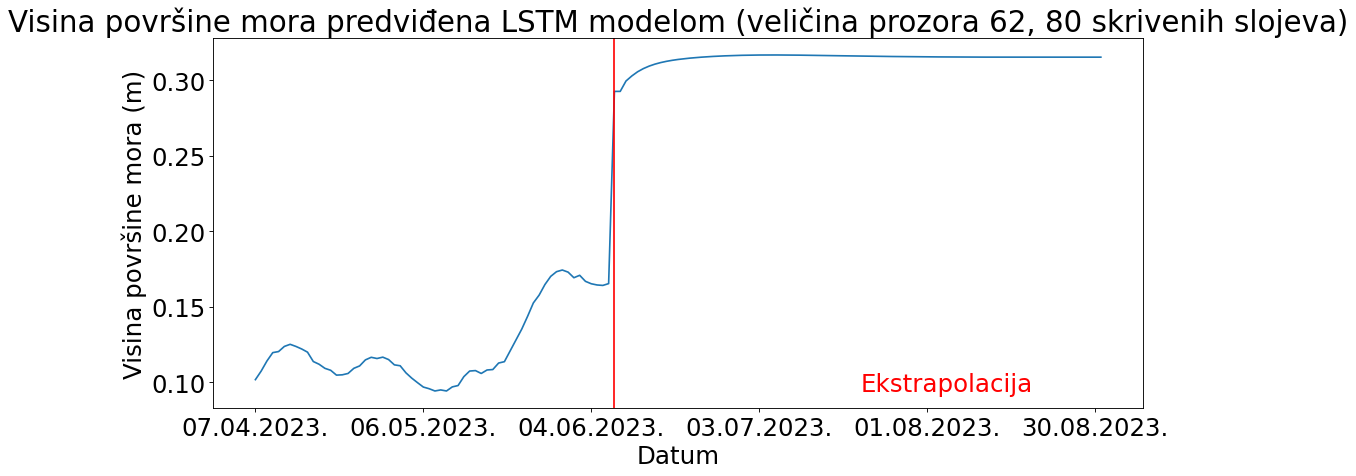 Visina površine mora predviđena LSTM modelom (veličina prozora 62, 80 skrivenih slojeva)
Visina površine mora (m)
0.30
0.25
0.20
0.15
0.10
Ekstrapolacija
07.04.2023. 06.05.2023. 04.06.2023. 03.07.2023. 01.08.2023. 30.08.2023.
Datum